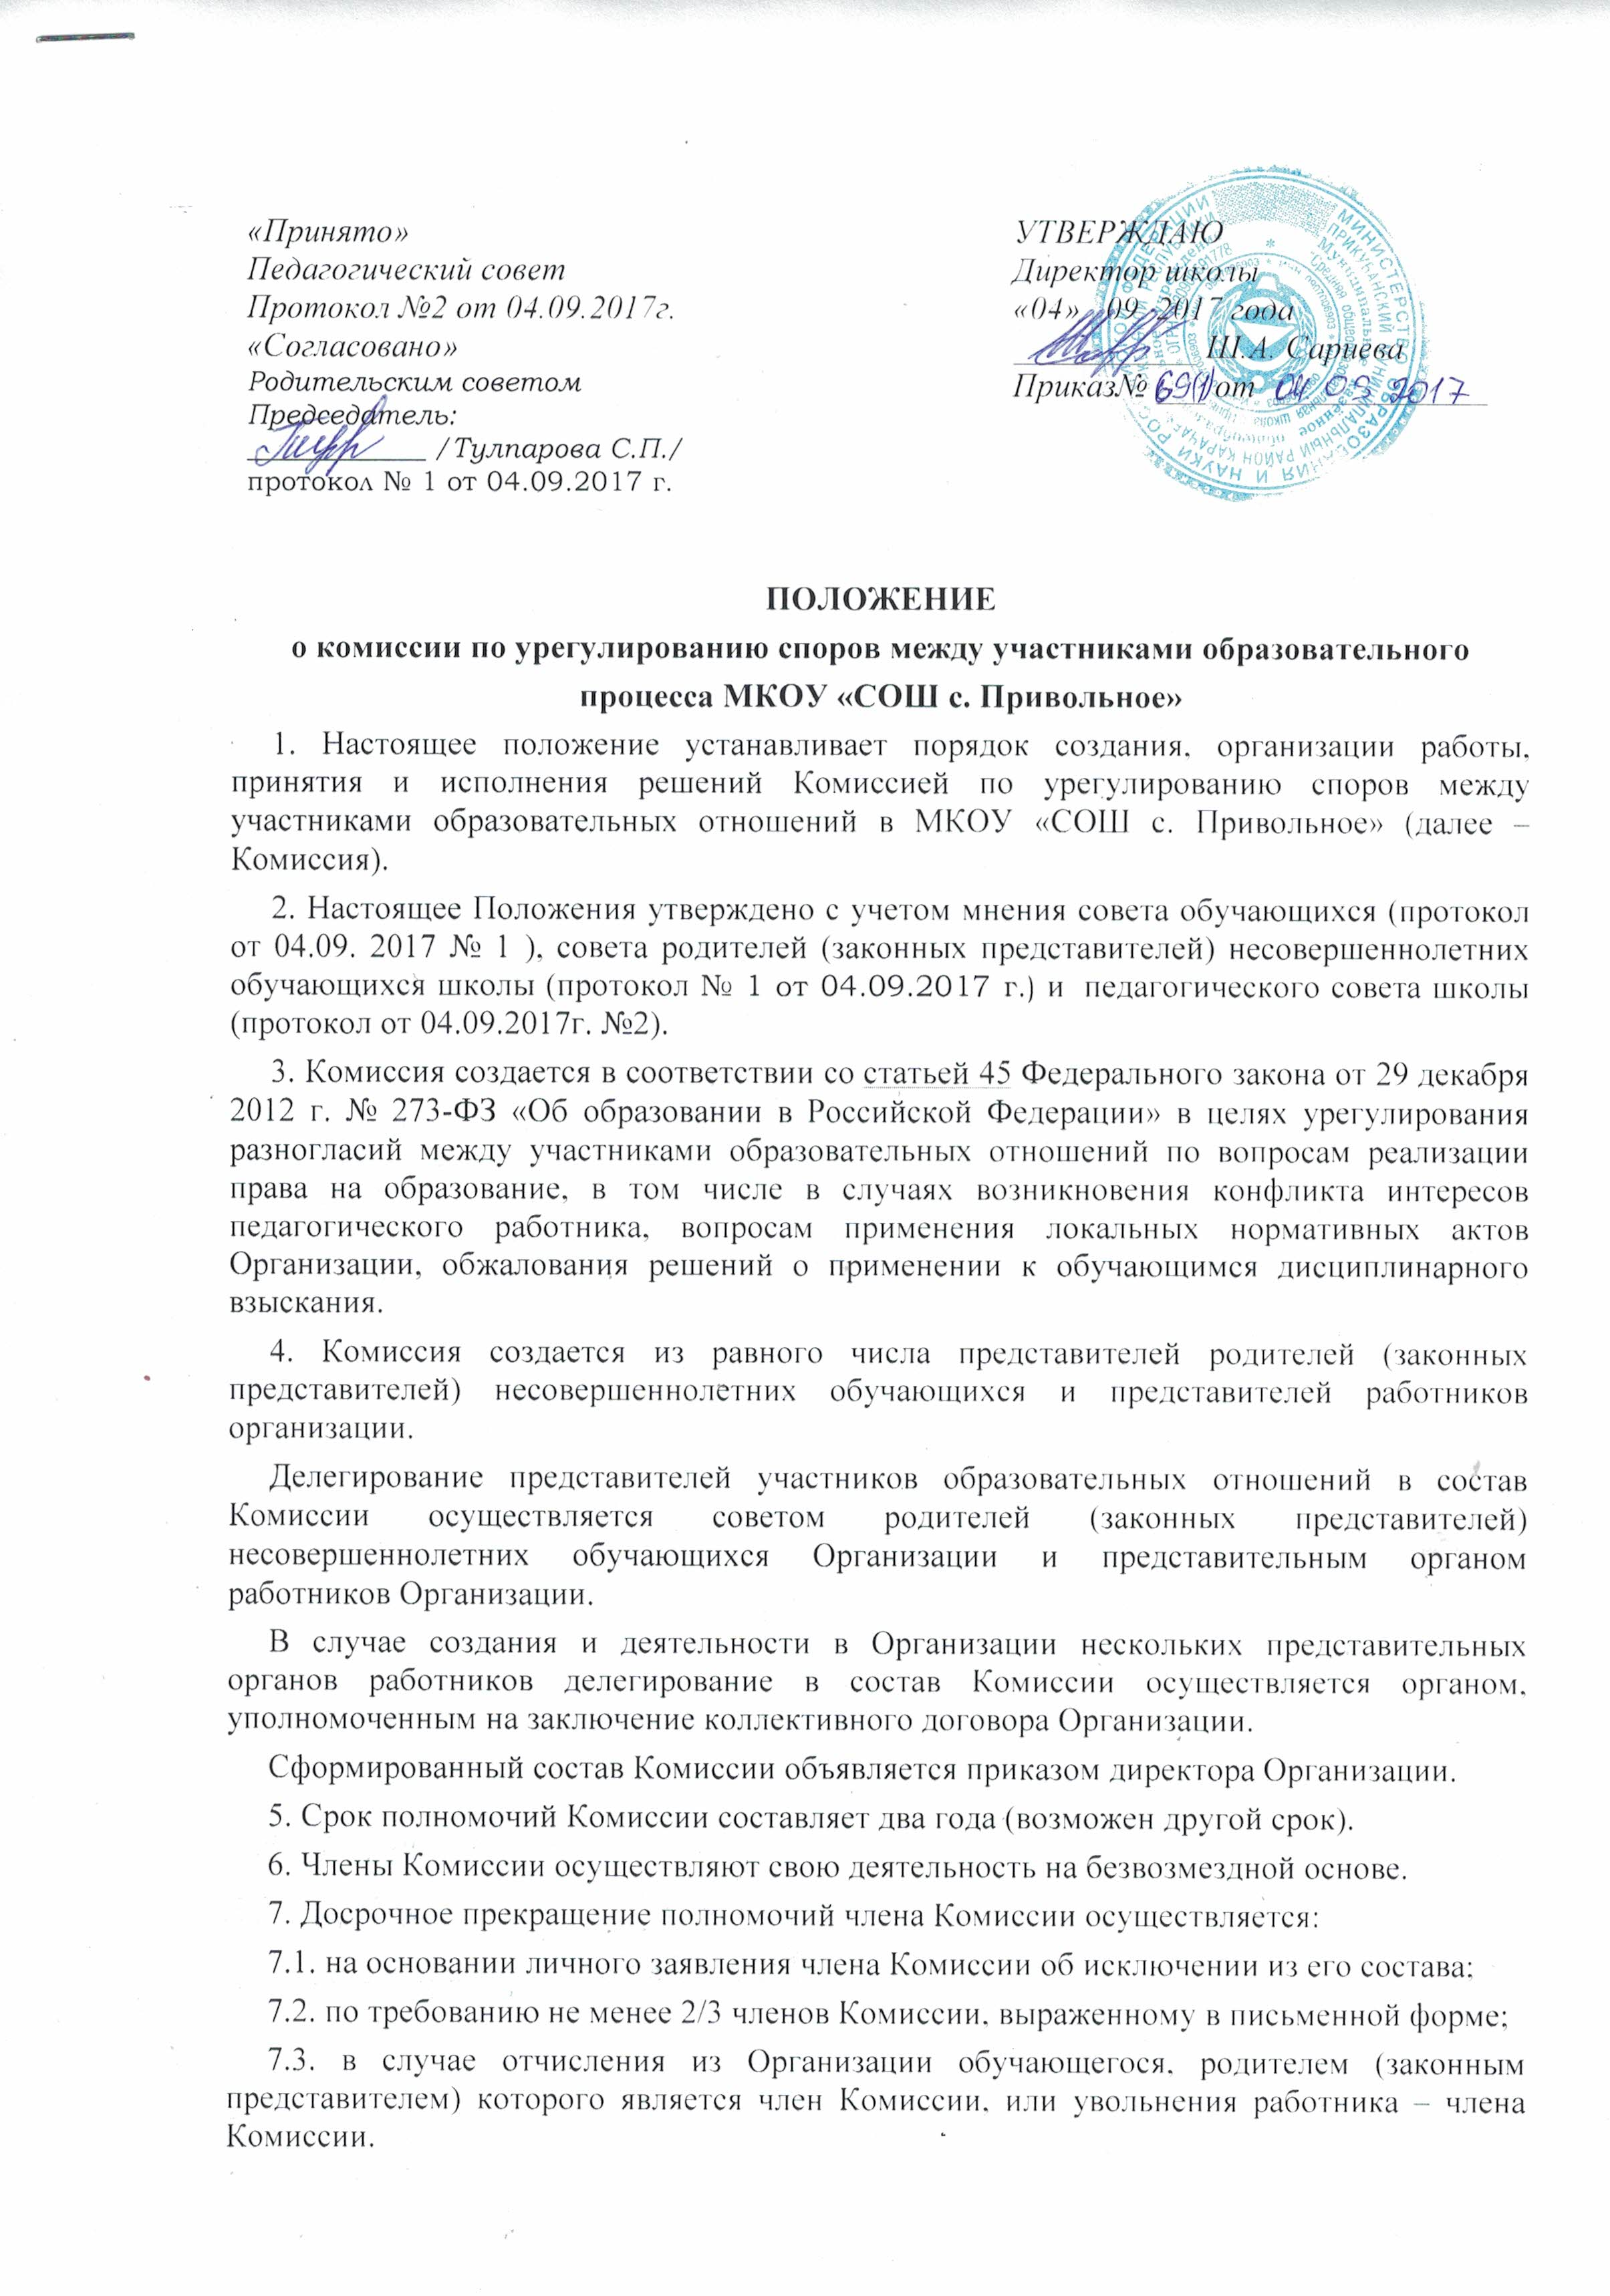 «Принято»
Педагогический совет
Протокол №2 от 04.09.2017г.
«Согласовано»
Родительским советом
Председатель:
/Тулпарова С.П./
протокол № 1 от 04.09.2017 г.
УТВЕРЖДАЮ
Директор школы
«04» 09 2017 года
Ш.А. Сариева
Приказ№ 69(1) от 04 09 2017
ПОЛОЖЕНИЕ
о комиссии по урегулированию споров между участниками образовательного
процесса МКОУ «СОШ с. Привольное»
1. Настоящее положение устанавливает порядок создания, организации работы,
принятия и исполнения решений Комиссией по урегулированию споров между
участниками образовательных отношений в МКОУ «СОШ с. Привольное» (далее –
Комиссия).
2. Настоящее Положения утверждено с учетом мнения совета обучающихся (протокол
от 04.09. 2017 № 1 ), совета родителей (законных представителей) несовершеннолетних
обучающихся школы (протокол № 1 от 04.09.2017 г.) и педагогического совета школы
(протокол от 04.09.2017г. №2).
3. Комиссия создается в соответствии со статьей 45 Федерального закона от 29 декабря
2012 г. № 273-ФЗ «Об образовании в Российской Федерации» в целях урегулирования
разногласий между участниками образовательных отношений по вопросам реализации
права на образование, в том числе в случаях возникновения конфликта интересов
педагогического работника, вопросам применения локальных нормативных актов
Организации, обжалования решений о применении к обучающимся дисциплинарного
взыскания.
4. Комиссия создается из равного числа представителей родителей (законных
представителей) несовершеннолетних обучающихся и представителей работников
организации.
Делегирование представителей участников образовательных отношений в состав
Комиссии осуществляется советом родителей (законных представителей)
несовершеннолетних обучающихся Организации и представительным органом
работников Организации.
В случае создания и деятельности в Организации нескольких представительных
органов работников делегирование в состав Комиссии осуществляется органом,
уполномоченным на заключение коллективного договора Организации.
Сформированный состав Комиссии объявляется приказом директора Организации.
5. Срок полномочий Комиссии составляет два года (возможен другой срок).
6. Члены Комиссии осуществляют свою деятельность на безвозмездной основе.
7. Досрочное прекращение полномочий члена Комиссии осуществляется:
7.1. на основании личного заявления члена Комиссии об исключении из его состава;
7.2. по требованию не менее 2/3 членов Комиссии, выраженному в письменной форме;
7.3. в случае отчисления из Организации обучающегося, родителем (законным
представителем) которого является член Комиссии, или увольнения работника – члена
Комиссии.